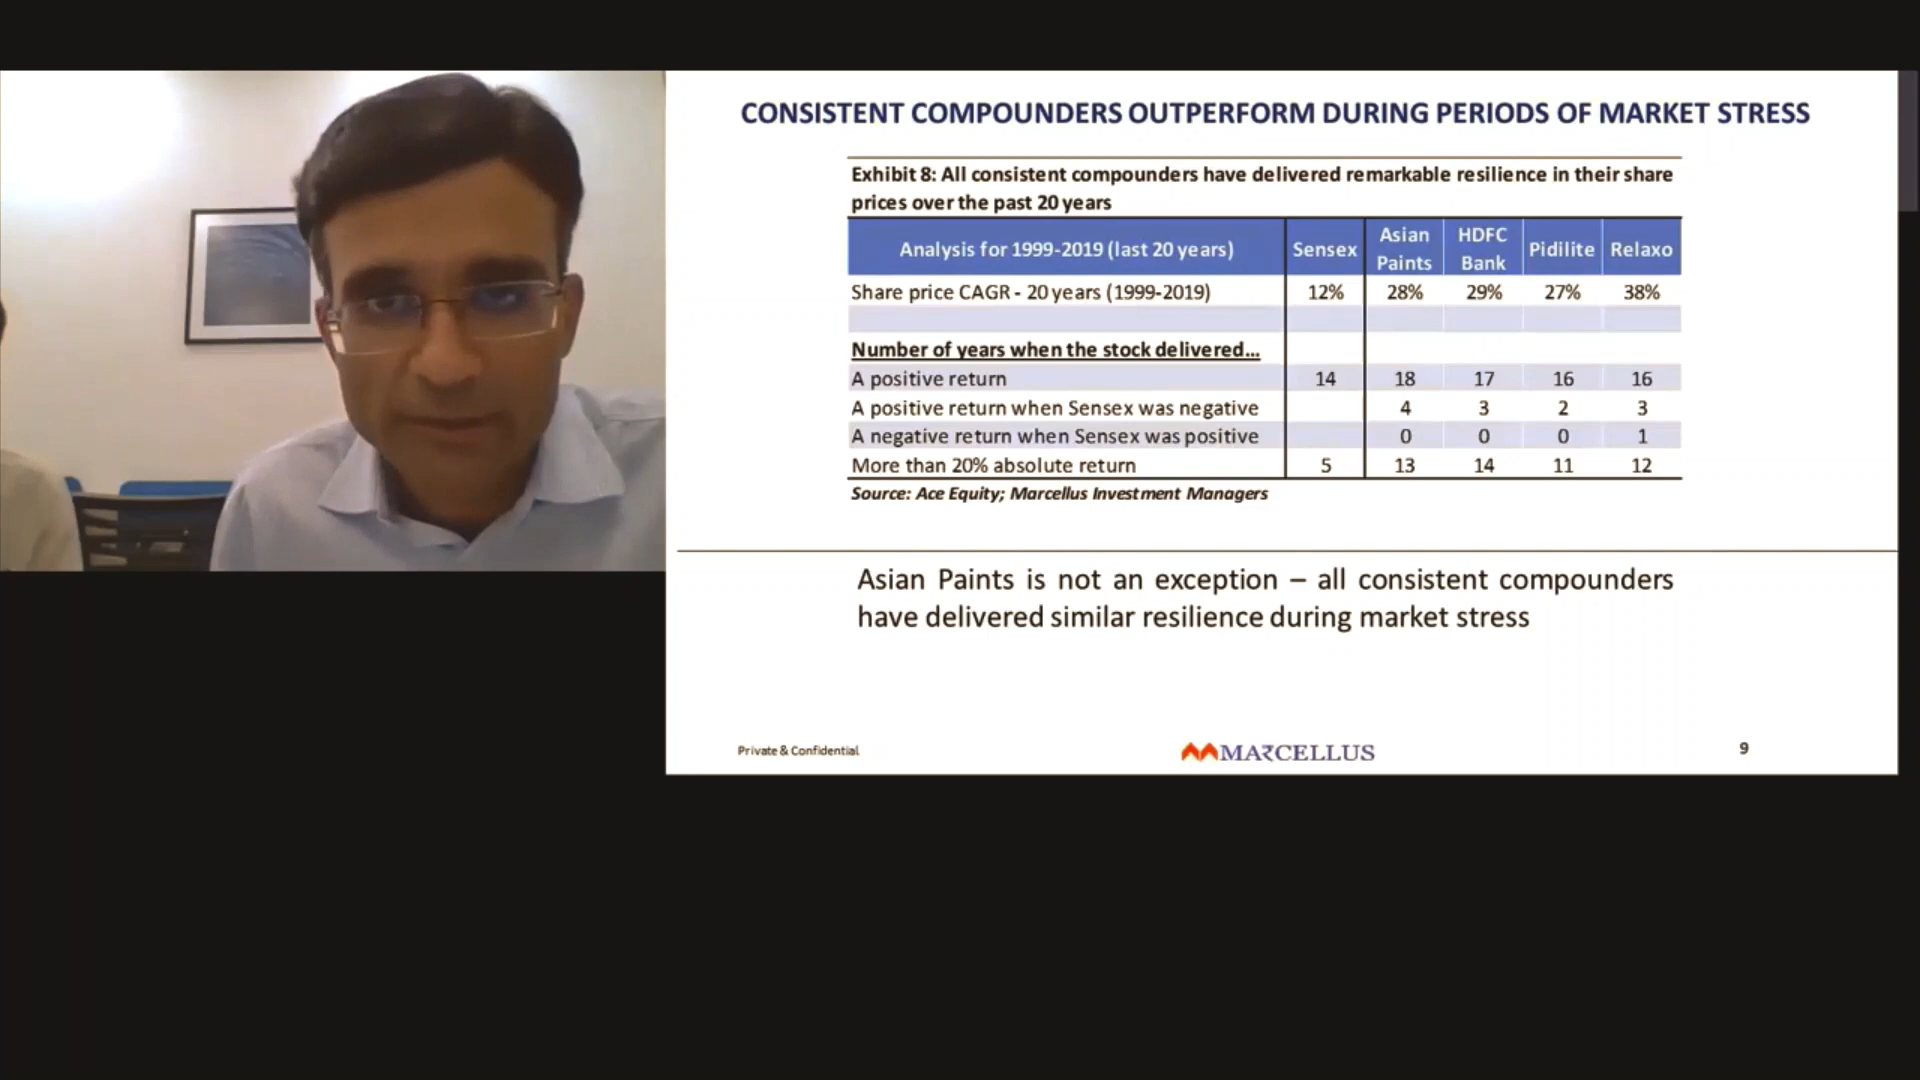 CONSISTENT COMPOUNDERS OUTPERFORM DURING PERIODS OF MARKET STRESS
Exhibit 8: All consistent compounders have delivered remarkable resilience in their share
prices over the past 20 years
Analysis for 1999-2019 (last 20 years) Sensex Asian Paints HDFC Bank Pidilite Relaxo
Share price CAGR - 20 years (1999-2019) 12% 28% 29% 27% 38%
Number of years when the stock delivered...
A positive return 14 18 17 16 16
A positive return when Sensex was negative 4 3 2 3
A negative return when Sensex was positive 0 0 0 1
More than 20% absolute return 5 13 14 11 12
Source: Ace Equity; Marcellus Investment Managers
Asian Paints is not an exception – all consistent compounders
have delivered similar resilience during market stress
Private & Confidential
MARCELLUS
9